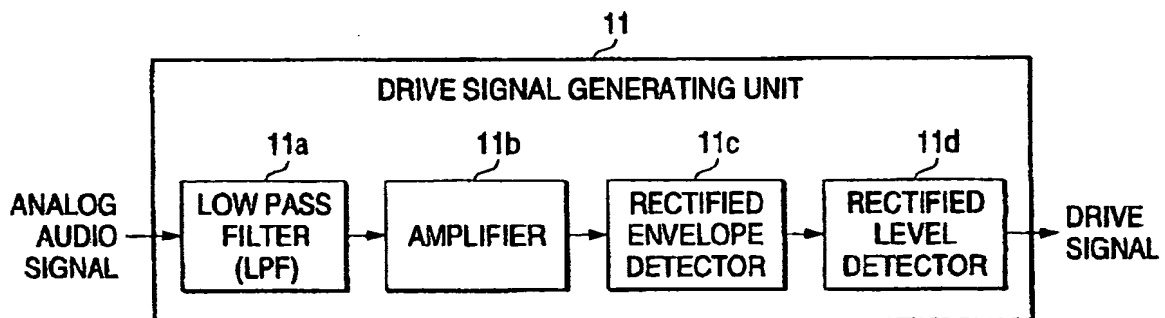 11
DRIVE SIGNAL GENERATING UNIT
11a
11b
11c
11d
ANALOG
AUDIO
SIGNAL
LOW PASS
FILTER
(LPF)
AMPLIFIER
RECTIFIED
ENVELOPE
DETECTOR
RECTIFIED
LEVEL
DETECTOR
DRIVE
SIGNAL